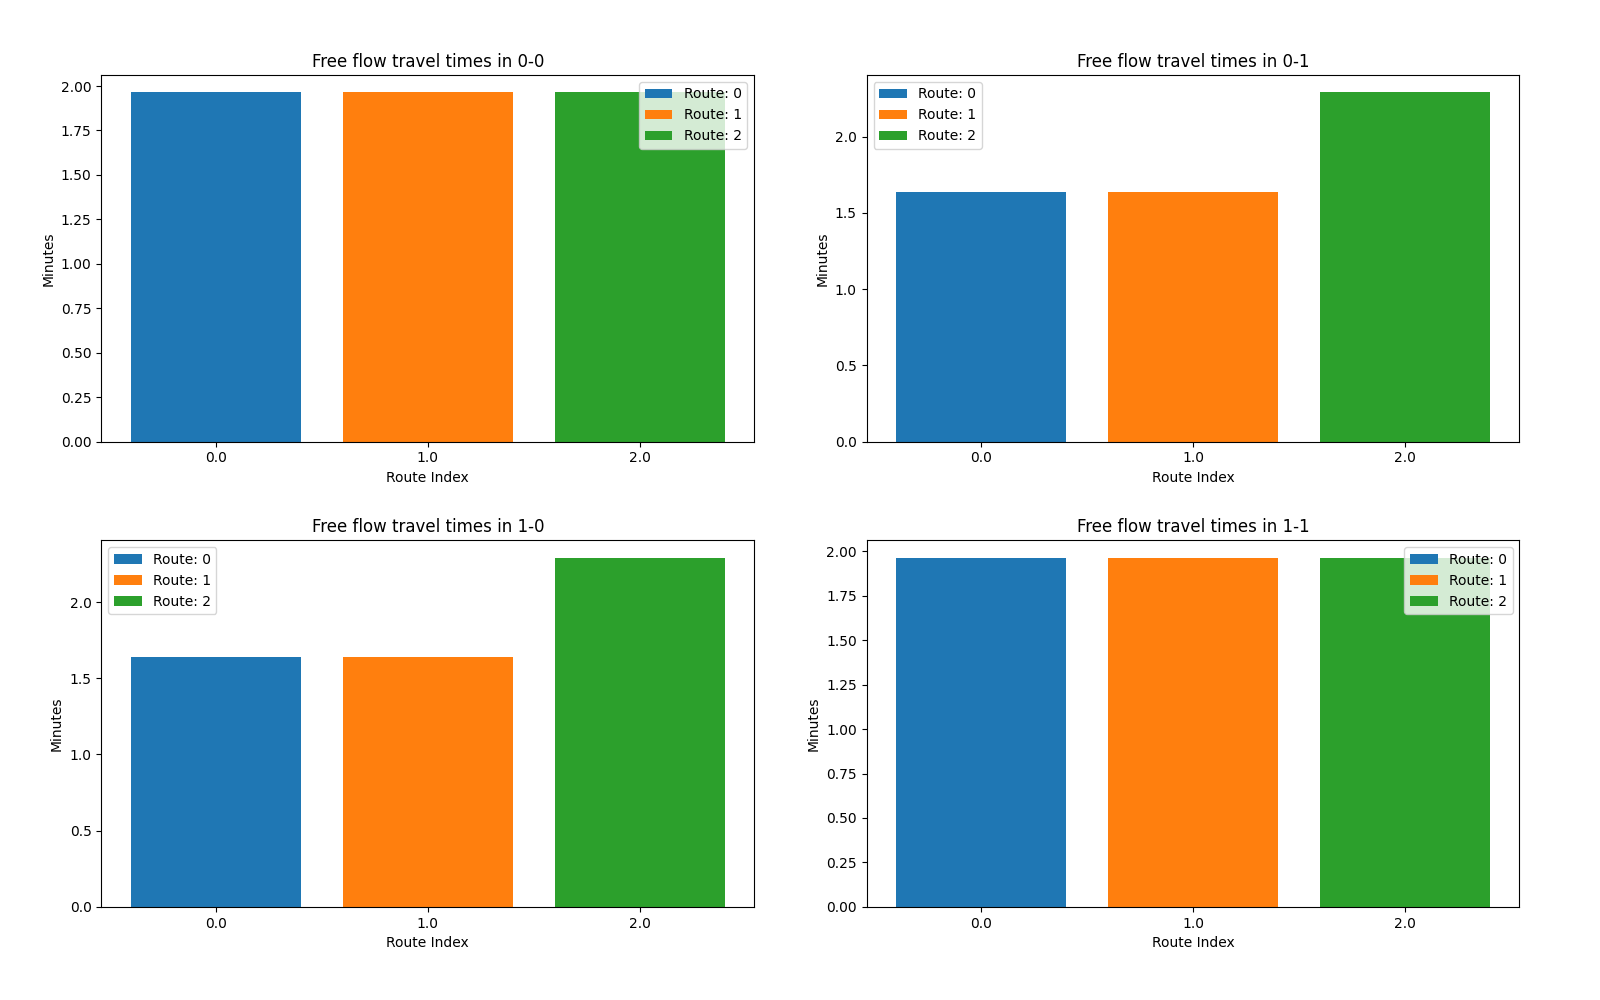 Free flow travel times in 0-0
2.00
1.75
1.50
1.25
1.00
0.75
0.50
0.25
0.00
Minutes
Route: 0
Route: 1
Route: 2
0.0 1.0 2.0
Route Index
Free flow travel times in 0-1
2.0
1.5
1.0
0.5
0.0
Minutes
Route: 0
Route: 1
Route: 2
0.0 1.0 2.0
Route Index
Free flow travel times in 1-0
2.0
1.5
1.0
0.5
0.0
Minutes
Route: 0
Route: 1
Route: 2
0.0 1.0 2.0
Route Index
Free flow travel times in 1-1
2.00
1.75
1.50
1.25
1.00
0.75
0.50
0.25
0.00
Minutes
Route: 0
Route: 1
Route: 2
0.0 1.0 2.0
Route Index